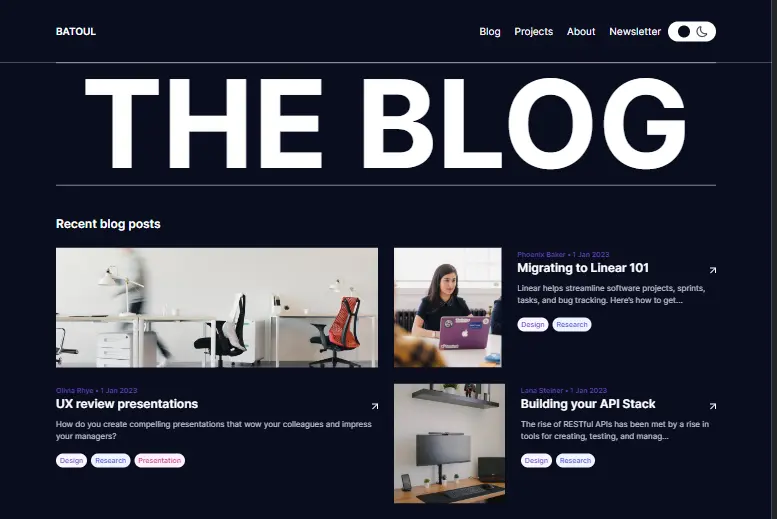 BATOUL
Blog Projects About Newsletter
THE BLOG
Recent blog posts
Olivia Rhye • 1 Jan 2023
UX review presentations
How do you create compelling presentations that wow your colleagues and impress
your managers?
Design Research Presentation
Phoenix Baker • 1 Jan 2023
Migrating to Linear 101
Linear helps streamline software projects, sprints,
tasks, and bug tracking. Here's how to get...
Design Research
Lana Steiner • 1 Jan 2023
Building your API Stack
The rise of RESTful APIs has been met by a rise in
tools for creating, testing, and manag...
Design Research